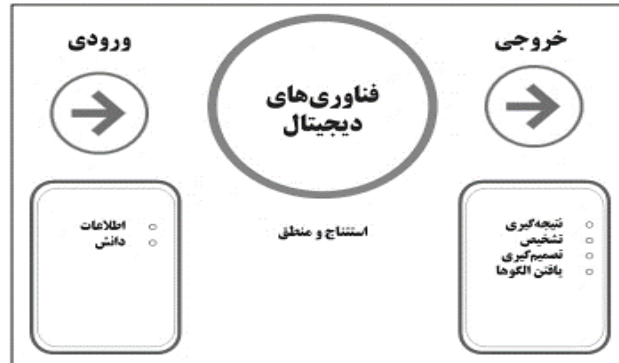 ورودی
فناوری‌های
دیجیتال
خروجی
اطلاعات
دانش
استنتاج و منطق
نتیجه‌گیری
تشخیص
تصمیم‌گیری
یافتن الگوها